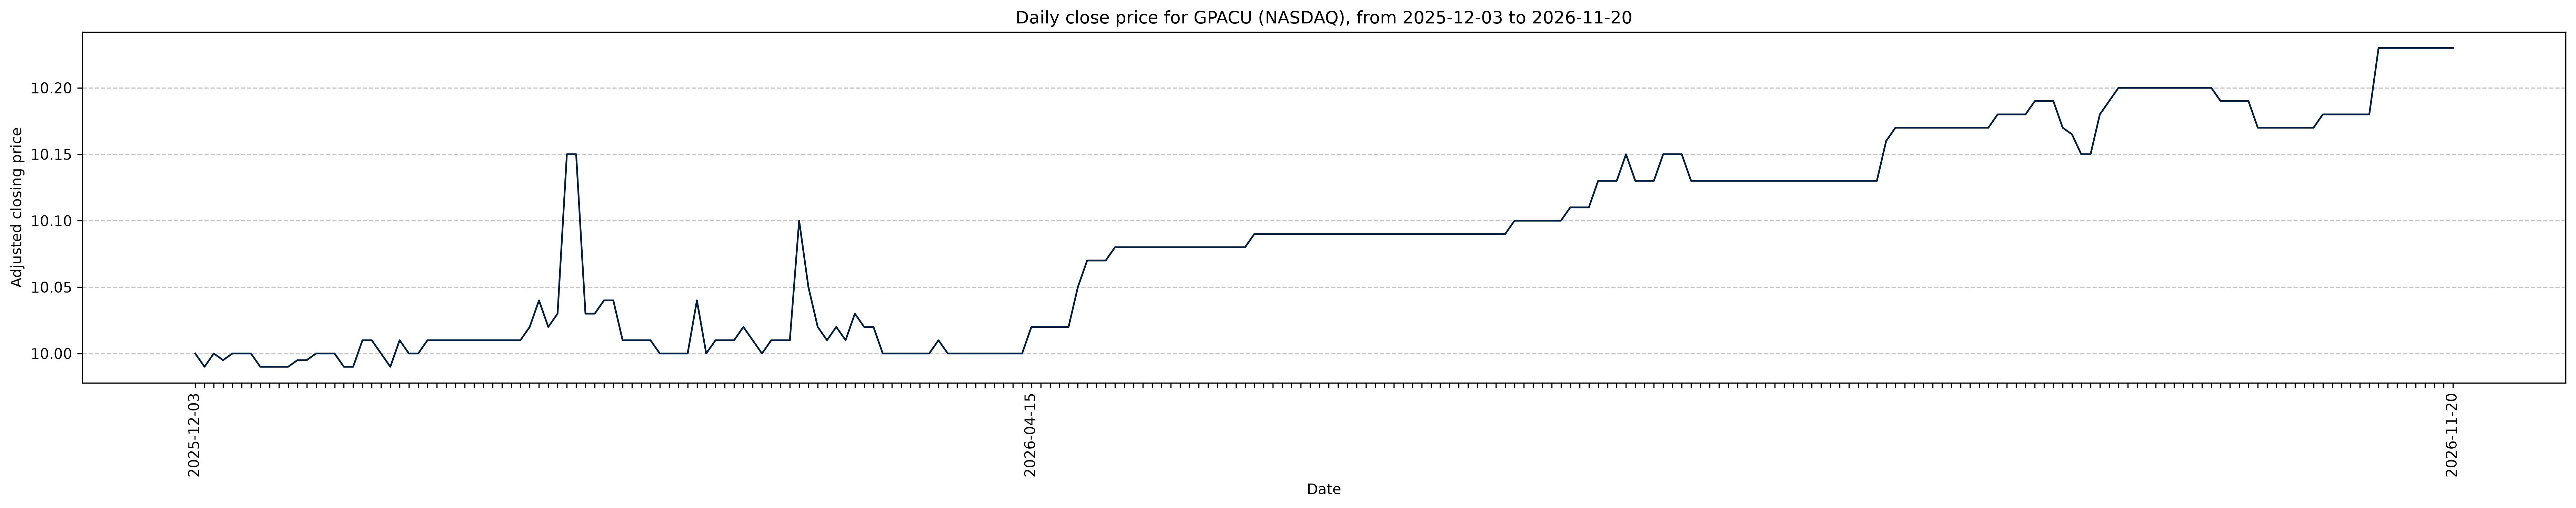 Daily close price for GPACU (NASDAQ), from 2025-12-03 to 2026-11-20
Adjusted closing price
10.20
10.15
10.10
10.05
10.00
2025-12-03
2026-04-15
2026-11-20
Date